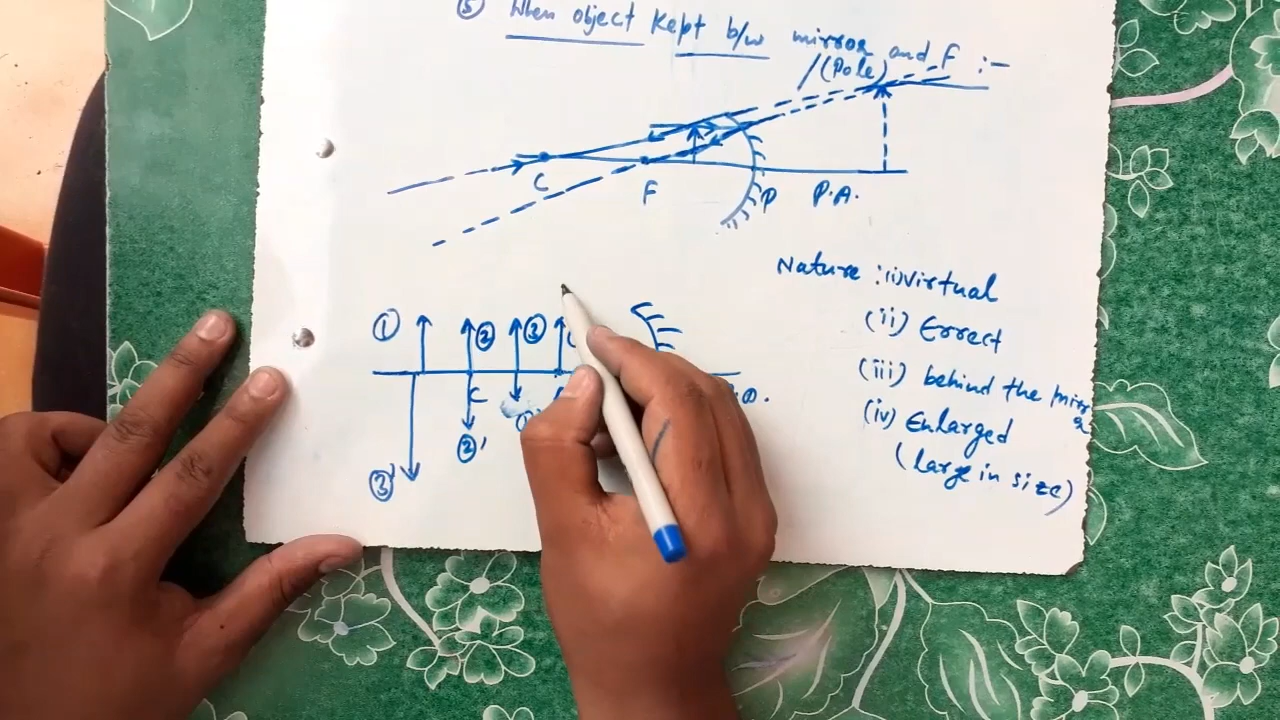 ⑤ When object Kept b/w mirror and F :-
/(Pole)
C F P P.A.
Nature : (i) Virtual
(ii) Errect
(iii) behind the mirror
(iv) Enlarged
(large in size)
① ② ③
C
②'
③'